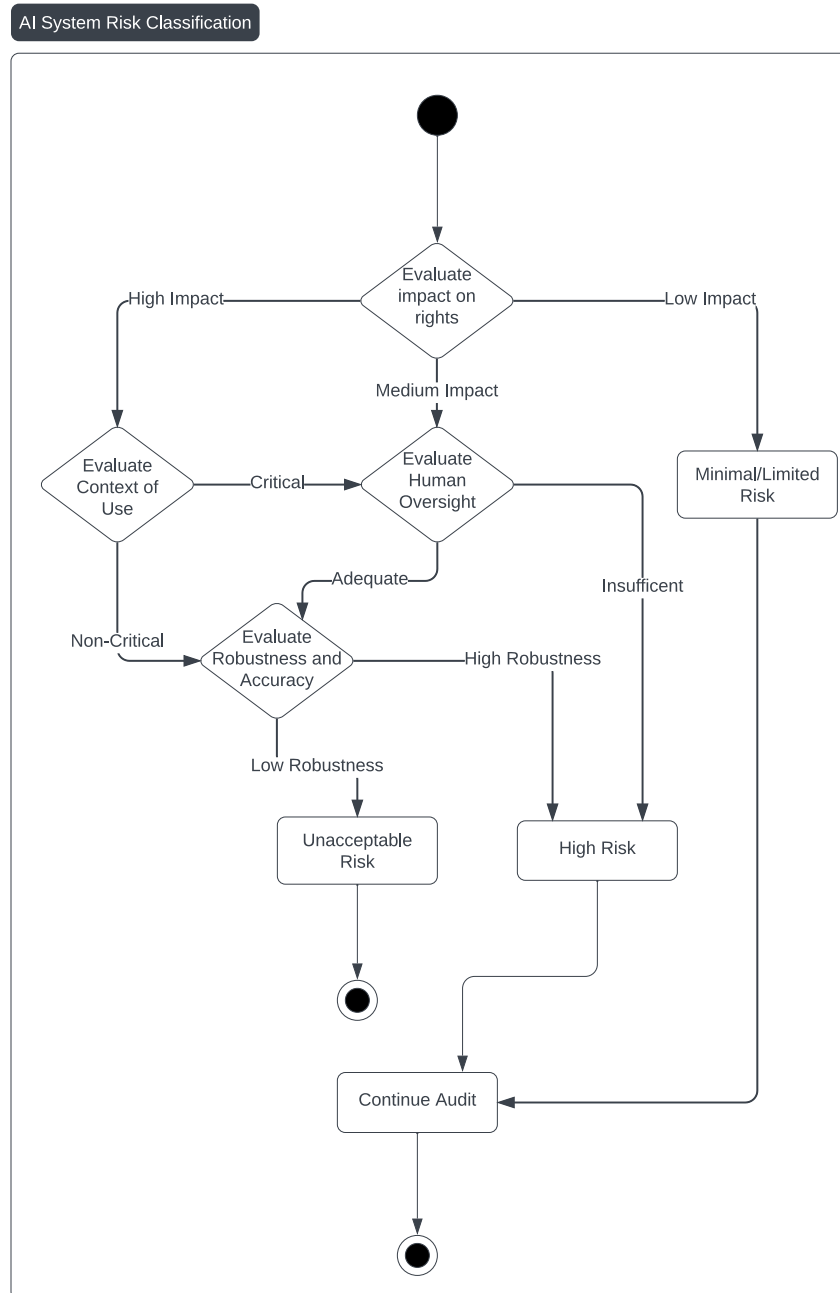 AI System Risk Classification
Evaluate
impact on
rights
High Impact
Low Impact
Medium Impact
Evaluate
Context of
Use
Critical
Evaluate
Human
Oversight
Minimal/Limited
Risk
Adequate
Insufficent
Non-Critical
Evaluate
Robustness and
Accuracy
High Robustness
Low Robustness
Unacceptable
Risk
High Risk
Continue Audit